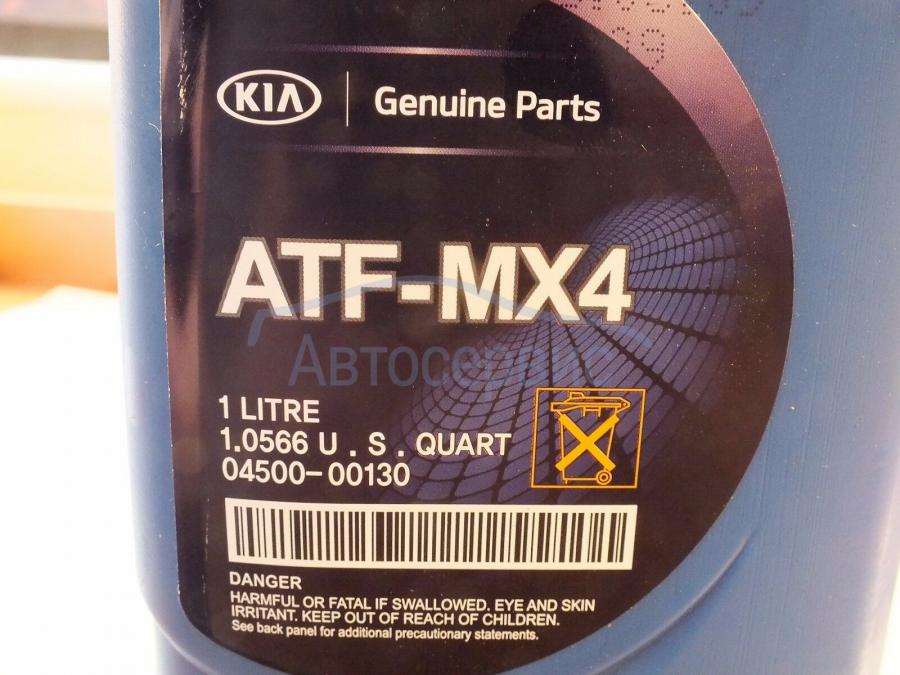 KIA
Genuine Parts
ATF-MX4
Автосервис
1 LITRE
1.0566 U . S . QUART
04500-00130
DANGER
HARMFUL OR FATAL IF SWALLOWED. EYE AND SKIN
IRRITANT. KEEP OUT OF REACH OF CHILDREN.
See back panel for additional precautionary statements.